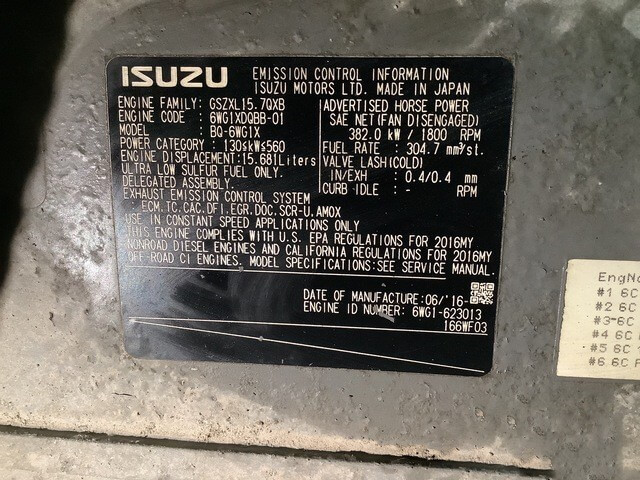 ISUZU EMISSION CONTROL INFORMATION
ISUZU MOTORS LTD. MADE IN JAPAN
ENGINE FAMILY: GSZXL15.7QXB
ENGINE CODE : 6WG1XDQBB-01
MODEL : BQ-6WG1X
POWER CATEGORY : 130≤kW≤560
ENGINE DISPLACEMENT:15.681Liters
ULTRA LOW SULFUR FUEL ONLY.
DELEGATED ASSEMBLY.
ADVERTISED HORSE POWER
SAE NET(FAN DISENGAGED)
382.0 kW / 1800 RPM
FUEL RATE : 304.7 mm³/st.
VALVE LASH(COLD)
IN/EXH : 0.4/0.4 mm
CURB IDLE : - RPM
EXHAUST EMISSION CONTROL SYSTEM
ECM.TC.CAC.DFI.EGR.DOC.SCR-U.AMOX
USE IN CONSTANT SPEED APPLICATIONS ONLY
THIS ENGINE COMPLIES WITH U.S. EPA REGULATIONS FOR 2016MY
NONROAD DIESEL ENGINES AND CALIFORNIA REGULATIONS FOR 2016MY
OFF-ROAD CI ENGINES. MODEL SPECIFICATIONS:SEE SERVICE MANUAL.
DATE OF MANUFACTURE:06/'16-
ENGINE ID NUMBER: 6WG1-623013
166WF03
EngNo
#1 6C
#2 6C
#3 6C
#4 6C
#5 6C
#6 6C